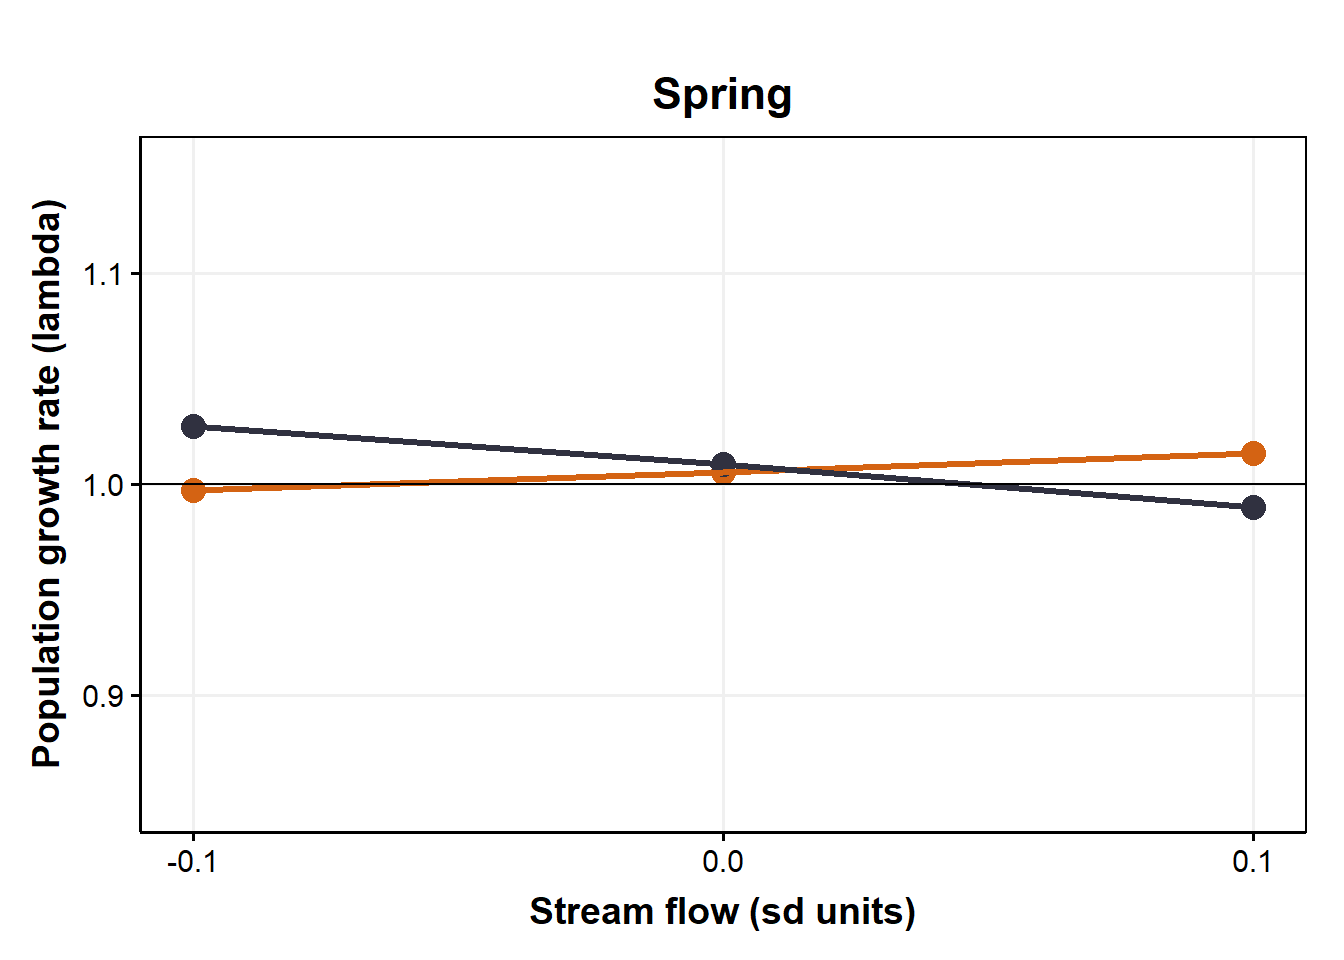 Spring
Population growth rate (lambda)
1.1
1.0
0.9
-0.1
0.0
0.1
Stream flow (sd units)